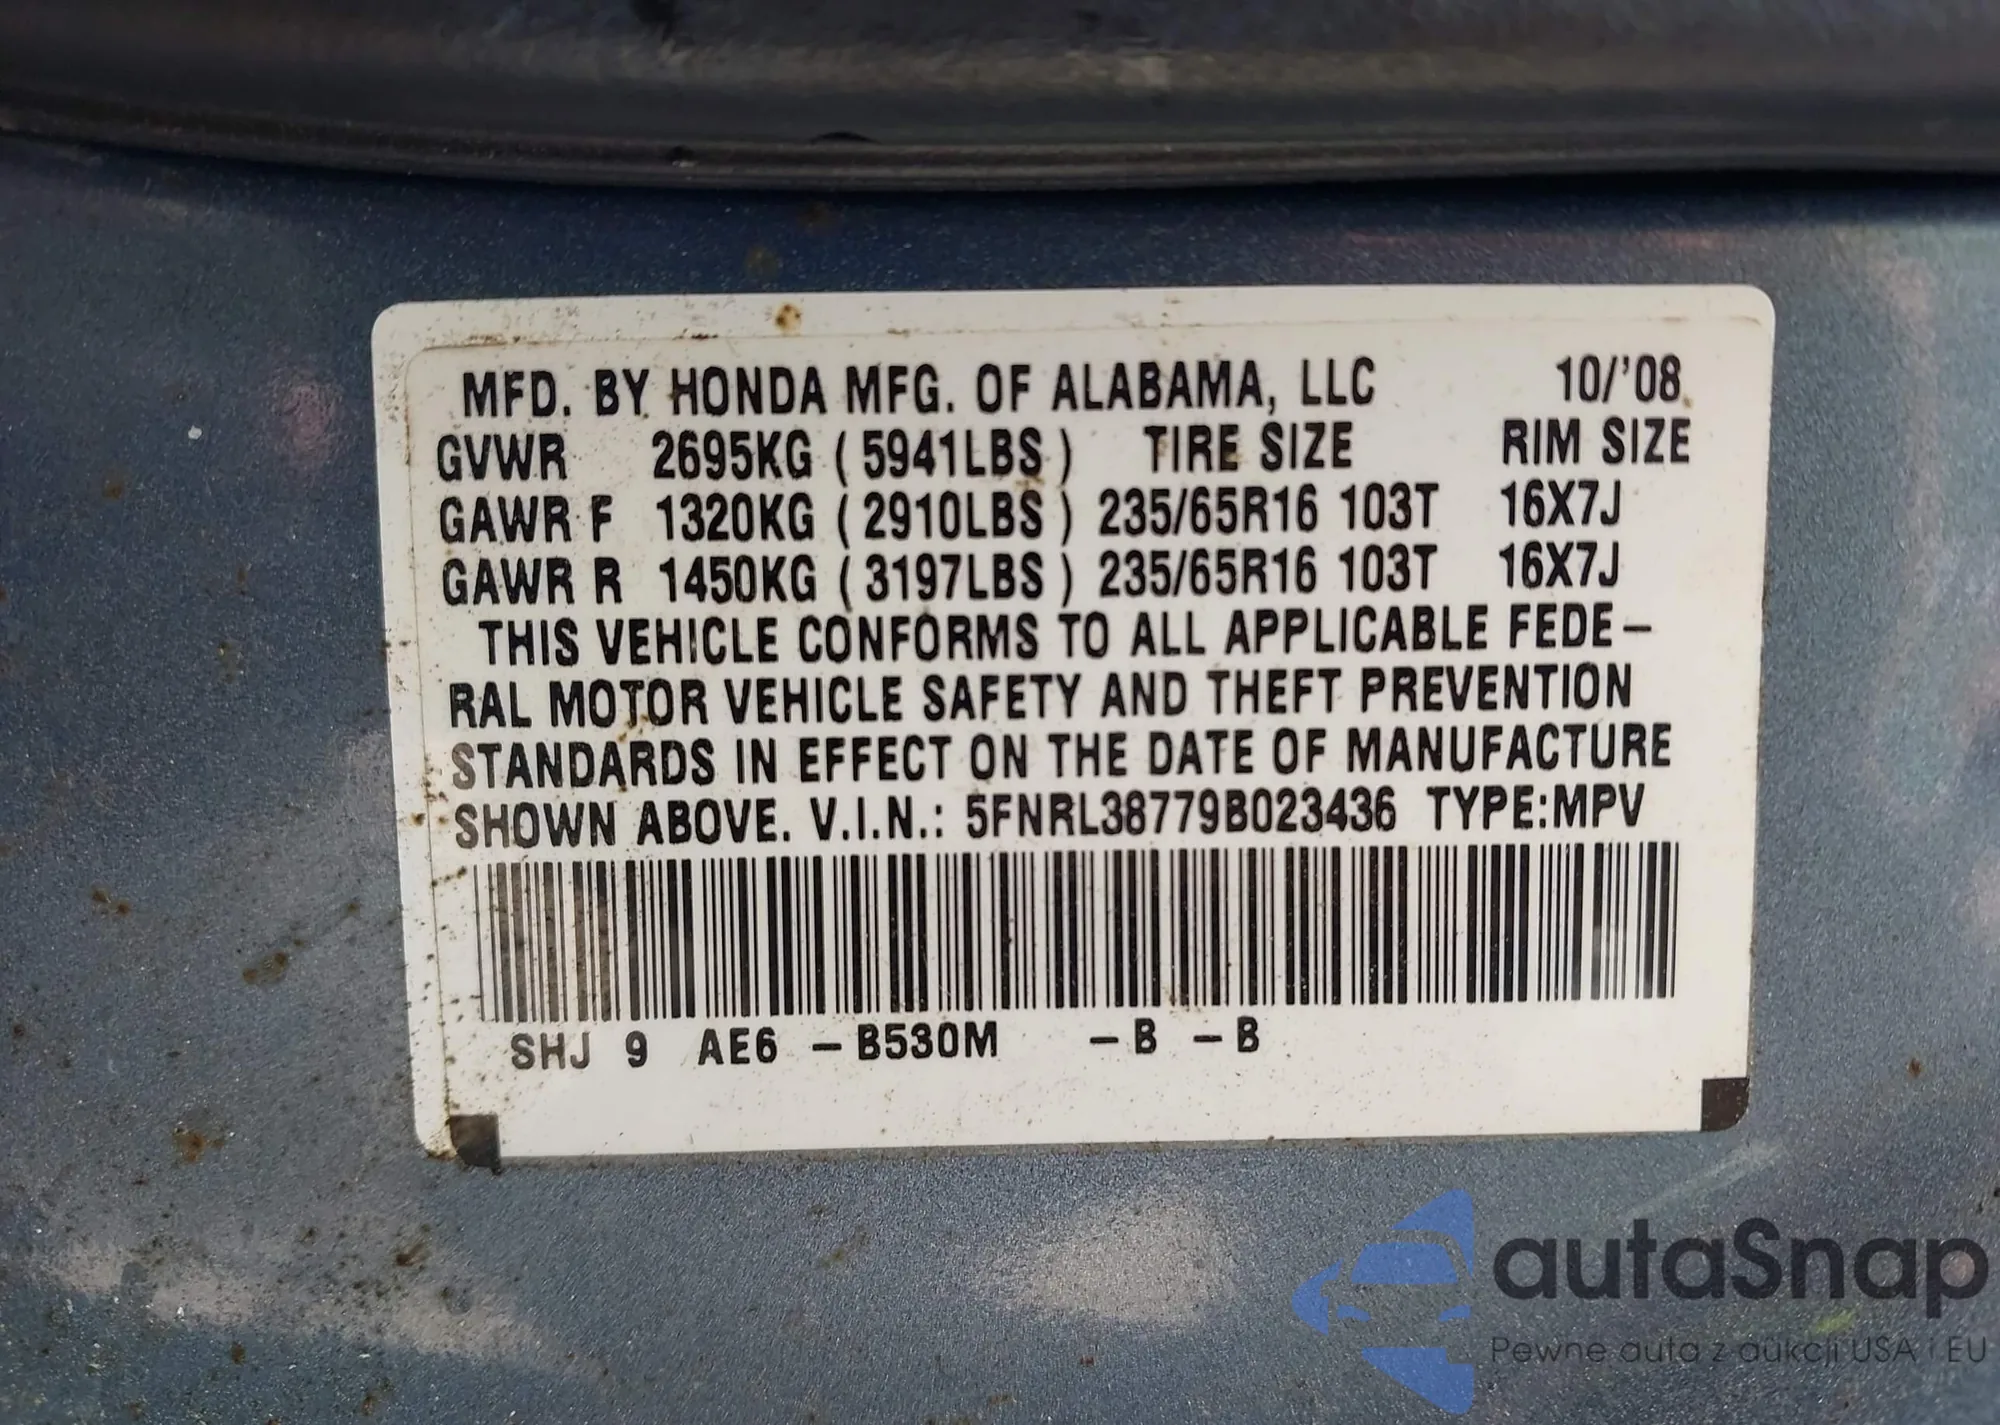 MFD. BY HONDA MFG. OF ALABAMA, LLC 10/'08
GVWR 2695KG ( 5941LBS ) TIRE SIZE RIM SIZE
GAWR F 1320KG ( 2910LBS ) 235/65R16 103T 16X7J
GAWR R 1450KG ( 3197LBS ) 235/65R16 103T 16X7J
THIS VEHICLE CONFORMS TO ALL APPLICABLE FEDE-
RAL MOTOR VEHICLE SAFETY AND THEFT PREVENTION
STANDARDS IN EFFECT ON THE DATE OF MANUFACTURE
SHOWN ABOVE. V.I.N.: 5FNRL38779B023436 TYPE:MPV
SHJ 9 AE6 -B530M -B -B
autaSnap
Pewne auta z aukcji USA i EU